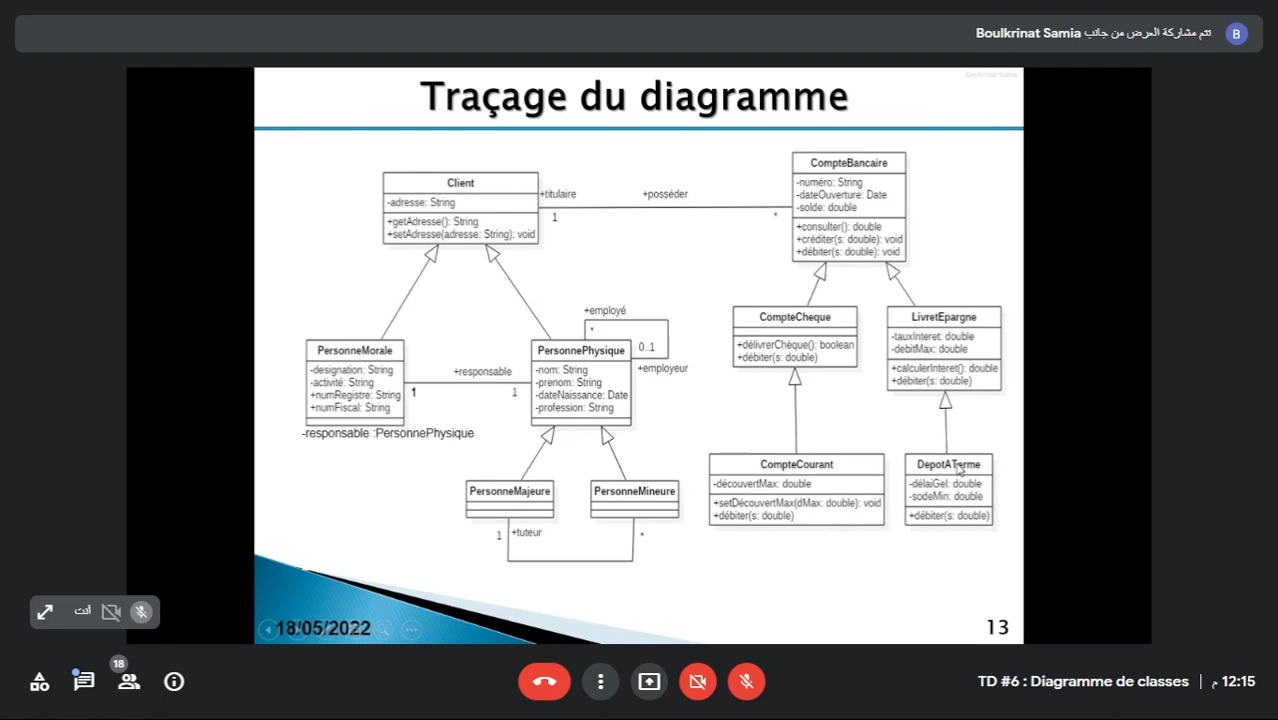 تتم مشاركة العرض من جانب Boulkrinat Samia
B
Boulkrinat Samia
Traçage du diagramme
Client
-adresse: String
+getAdresse(): String
+setAdresse(adresse: String): void
+titulaire
1
+posséder
*
CompteBancaire
-numéro: String
-dateOuverture: Date
-solde: double
+consulter(): double
+créditer(s: double): void
+débiter(s: double): void
PersonneMorale
-designation: String
-activité: String
+numRegistre: String
+numFiscal: String
-responsable :PersonnePhysique
+responsable
1
1
+employé
*
0..1
+employeur
PersonnePhysique
-nom: String
-prenom: String
-dateNaissance: Date
-profession: String
CompteCheque
+délivrerChèque(): boolean
+débiter(s: double)
LivretEpargne
-tauxInteret: double
-debitMax: double
+calculerInteret(): double
+débiter(s: double)
PersonneMajeure
PersonneMineure
1
+tuteur
*
CompteCourant
-découvertMax: double
+setDécouvertMax(dMax: double): void
+débiter(s: double)
DepotATerme
-délaiGel: double
-sodeMin: double
+débiter(s: double)
18/05/2022
13
أنت
18
TD #6 : Diagramme de classes
12:15 م